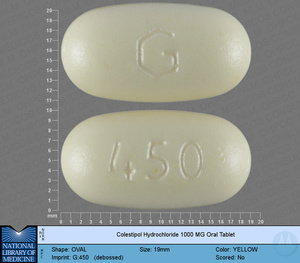 G
450
Colestipol Hydrochloride 1000 MG Oral Tablet
NATIONAL
LIBRARY OF
MEDICINE
Shape: OVAL
Size: 19mm
Color: YELLOW
Imprint: G;450 (debossed)
Scored: No